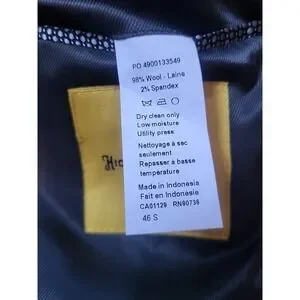 PO 4900133549
98% Wool - Laine
2% Spandex
Dry clean only
Low moisture
Utility press
Nettoyage à sec
seulement
Repasser à basse
température
Made in Indonesia
Fait en Indonésie
CA01129 RN90736
46 S